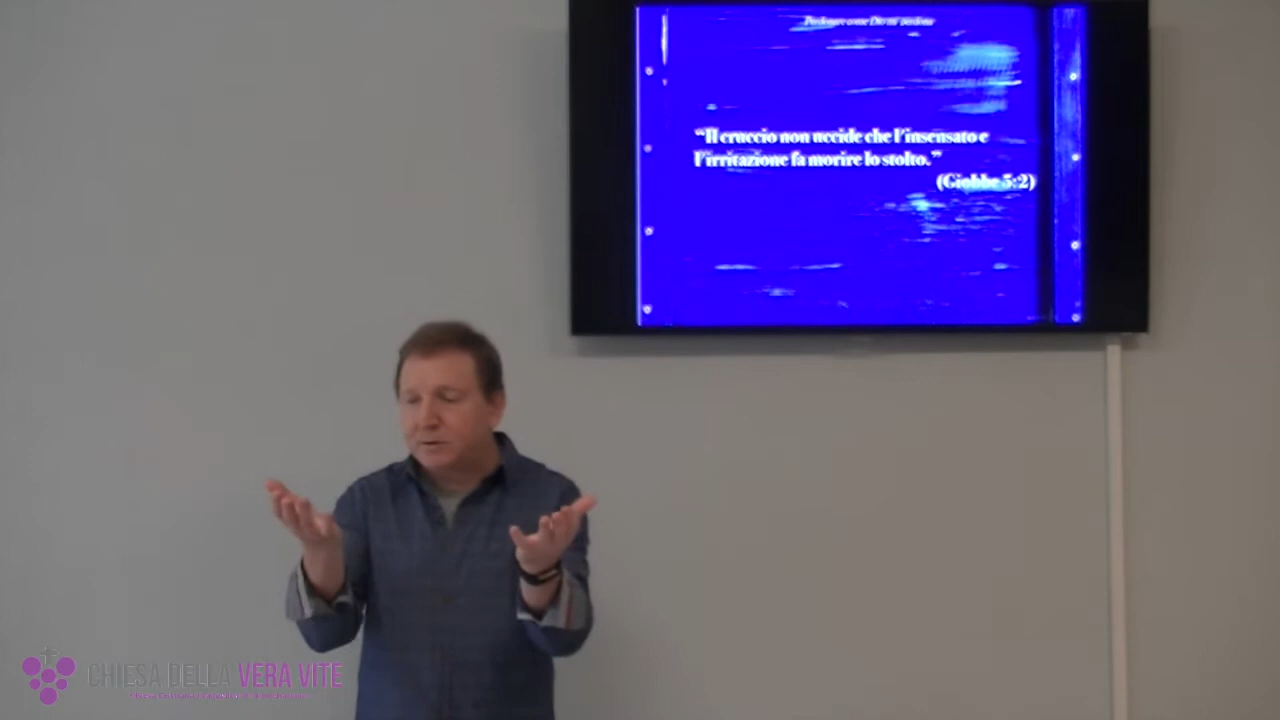 Perdonare come Dio mi perdona
“Il cruccio non uccide che l’insensato e
l’irritazione fa morire lo stolto.”
(Giobbe 5:2)
CHIESA DELLA VERA VITE